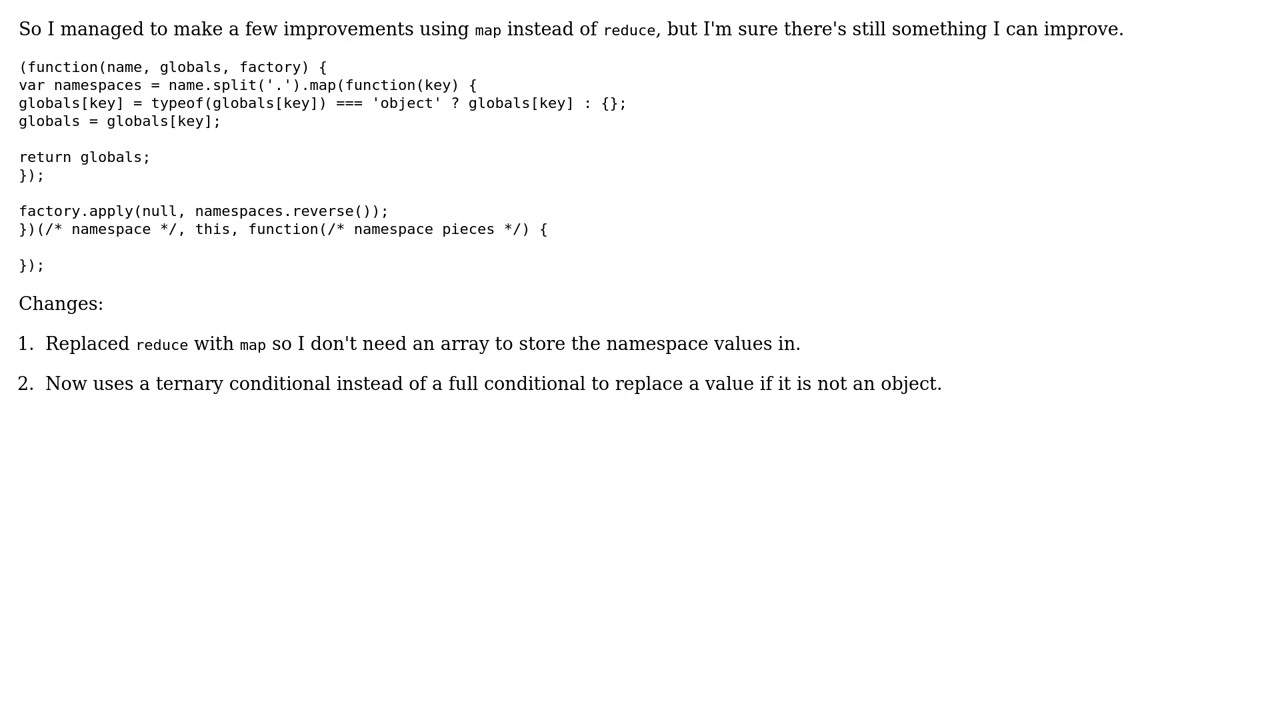 So I managed to make a few improvements using map instead of reduce, but I'm sure there's still something I can improve.
(function(name, globals, factory) {
var namespaces = name.split('.').map(function(key) {
globals[key] = typeof(globals[key]) === 'object' ? globals[key] : {};
globals = globals[key];
return globals;
});
factory.apply(null, namespaces.reverse());
})(/* namespace */, this, function(/* namespace pieces */) {
});
Changes:
1. Replaced reduce with map so I don't need an array to store the namespace values in.
2. Now uses a ternary conditional instead of a full conditional to replace a value if it is not an object.